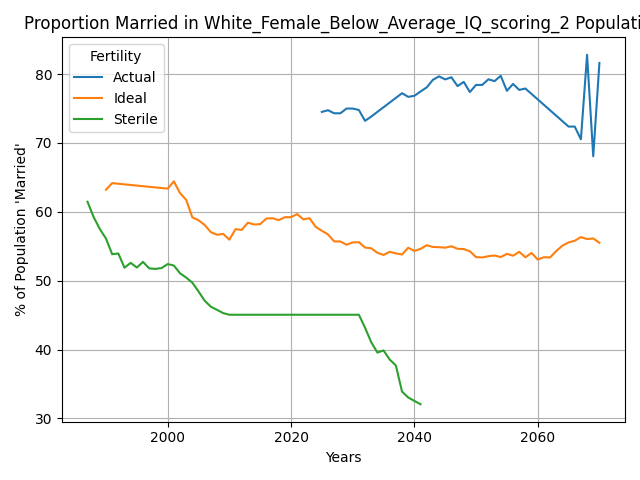 Proportion Married in White_Female_Below_Average_IQ_scoring_2 Populati
Fertility
Actual
Ideal
Sterile
% of Population 'Married'
80
70
60
50
40
30
2000
2020
2040
2060
Years